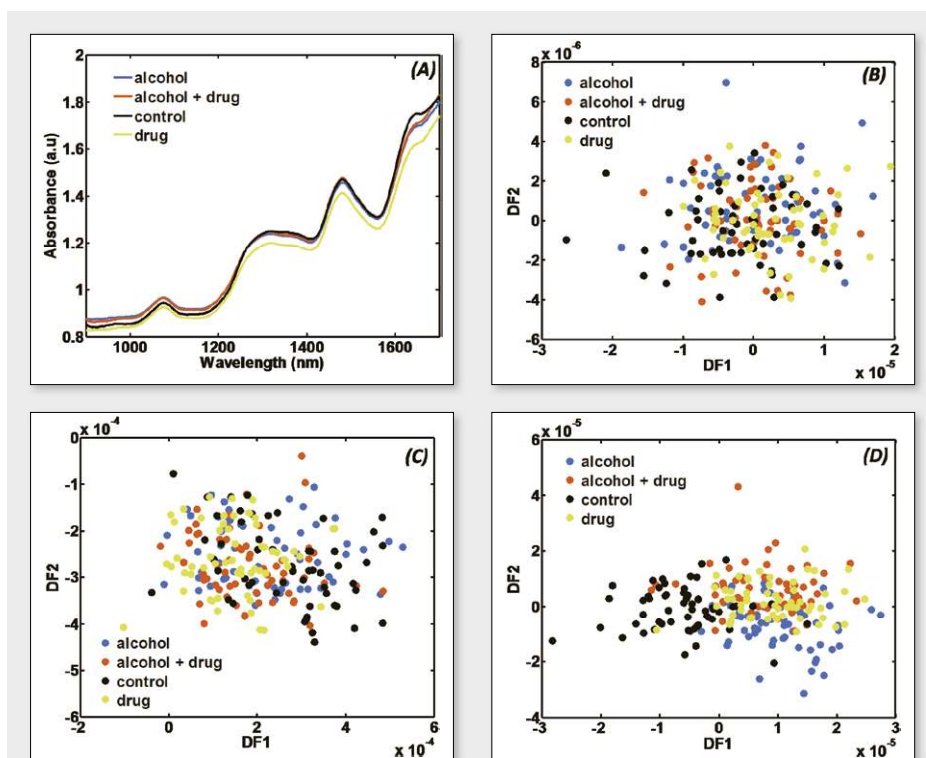 (A)
2
1.8
1.6
1.4
1.2
1
0.8
Absorbance (a.u)
alcohol
alcohol + drug
control
drug
1000
1200
1400
1600
Wavelength (nm)
(B)
8 x 10-6
6
4
2
0
-2
-4
-6
DF2
alcohol
alcohol + drug
control
drug
-3
-2
-1
0
1
2
DF1
x 10-5
(C)
0 x 10-4
-1
-2
-3
-4
-5
-6
DF2
alcohol
alcohol + drug
control
drug
-2
0
2
4
6
DF1
x 10-4
(D)
6 x 10-5
4
2
0
-2
-4
DF2
alcohol
alcohol + drug
control
drug
-3
-2
-1
0
1
2
3
DF1
x 10-5